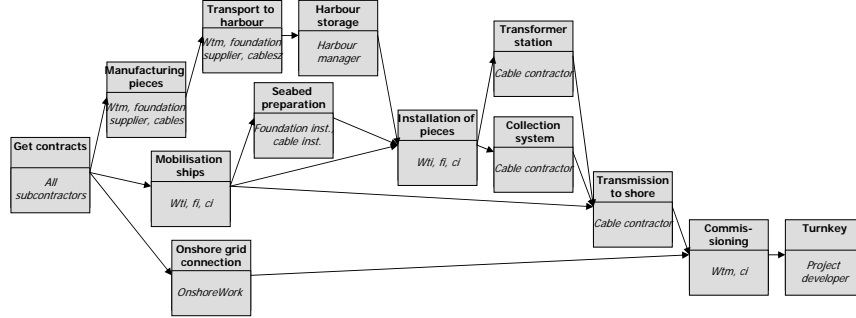 Transport to
harbour
Wtm, foundation
supplier, cablesz
Harbour
storage
Harbour
manager
Transformer
station
Cable contractor
Manufacturing
pieces
Wtm, foundation
supplier, cables
Seabed
preparation
Foundation inst.,
cable inst.
Installation of
pieces
Wti, fi, ci
Collection
system
Cable contractor
Get contracts
All
subcontractors
Mobilisation
ships
Wti, fi, ci
Transmission
to shore
Cable contractor
Onshore grid
connection
OnshoreWork
Commis-
sioning
Wtm, ci
Turnkey
Project
developer